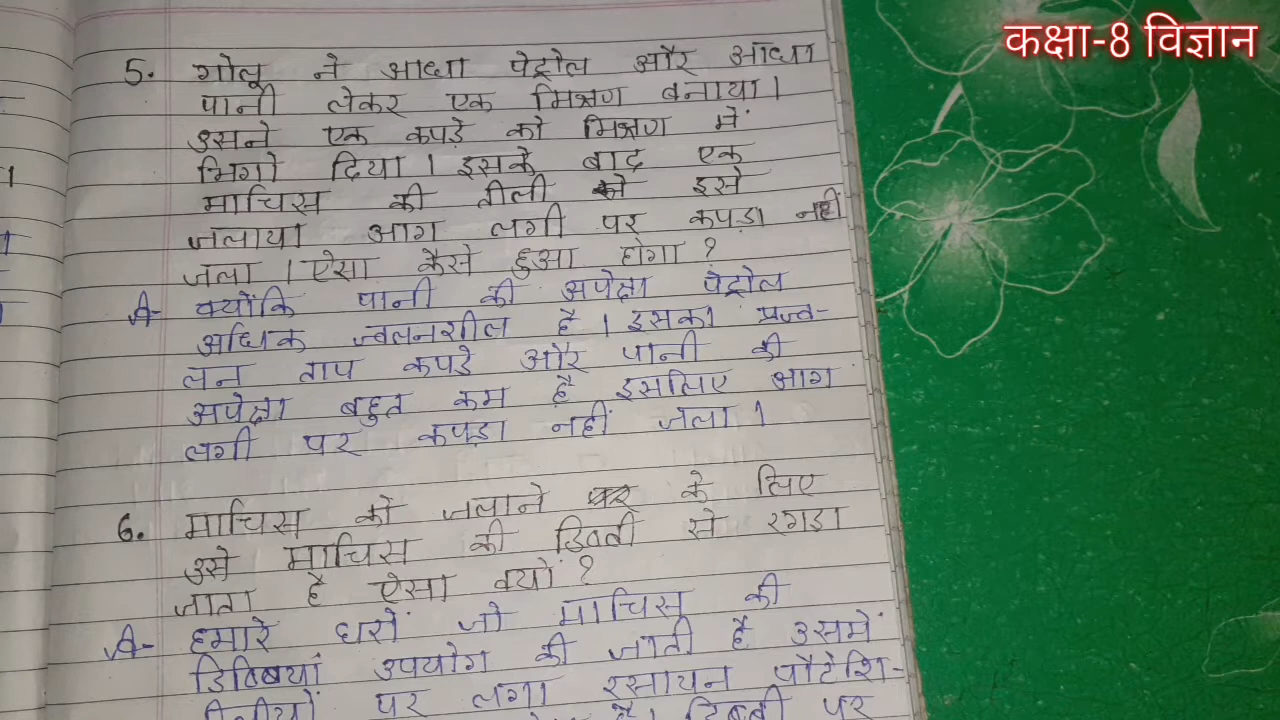 कक्षा-8 विज्ञान
5. गोलू ने आधा पेट्रोल और आधा
पानी लेकर एक मिश्रण बनाया।
उसने एक कपड़े को मिश्रण में
भिगो दिया। इसके बाद एक
माचिस की तीली से इसे
जलाया आग लगी पर कपड़ा नहीं
जला। ऐसा कैसे हुआ होगा?
A- क्योंकि पानी की अपेक्षा पेट्रोल
अधिक ज्वलनशील है। इसका प्रज्व-
लन ताप कपडे और पानी की
अपेक्षा बहुत कम है इसलिए आग
लगी पर कपड़ा नहीं जला।
6. माचिस को जलाने के लिए
उसे माचिस की डिब्बी से रगडा
जाता है ऐसा क्यों?
A- हमारे घरों जो माचिस की
डिब्बियां उपयोग की जाती है उसमें
तीलीयों पर लगा रसायन पोटेशि-
है। डिब्बी पर